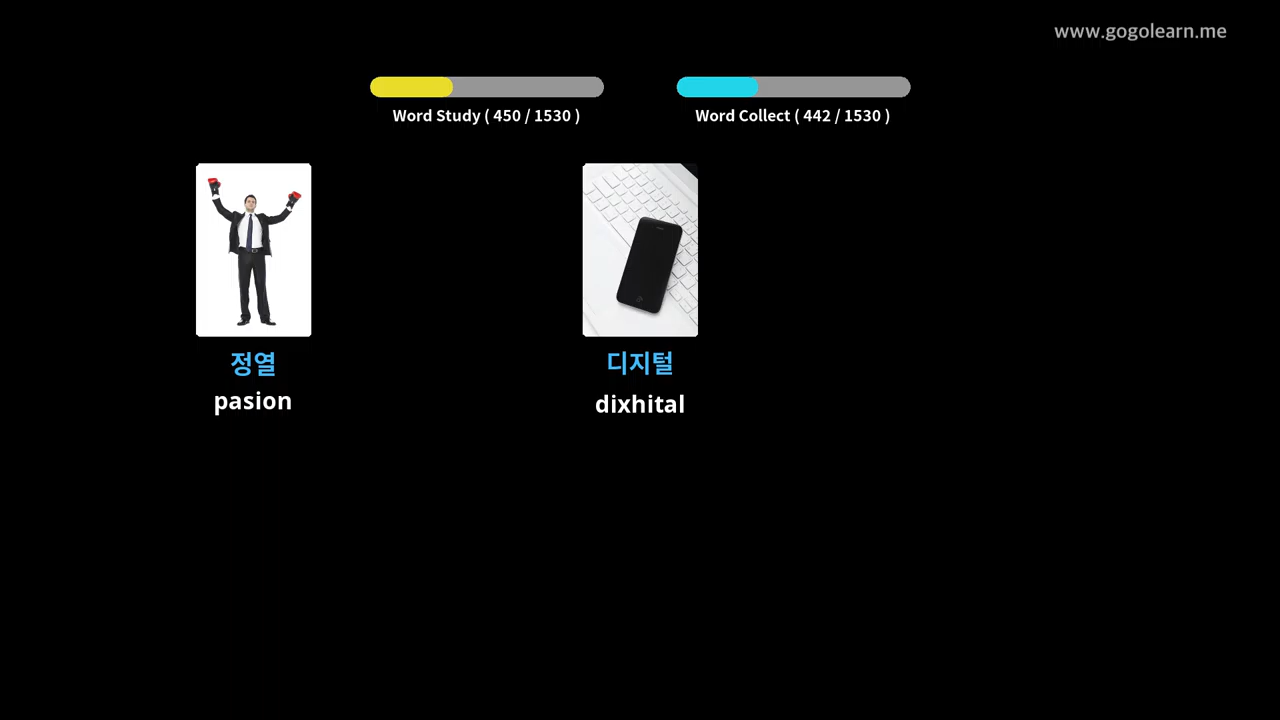 www.gogolearn.me
Word Study ( 450 / 1530 )
Word Collect ( 442 / 1530 )
정열
pasion
디지털
dixhital